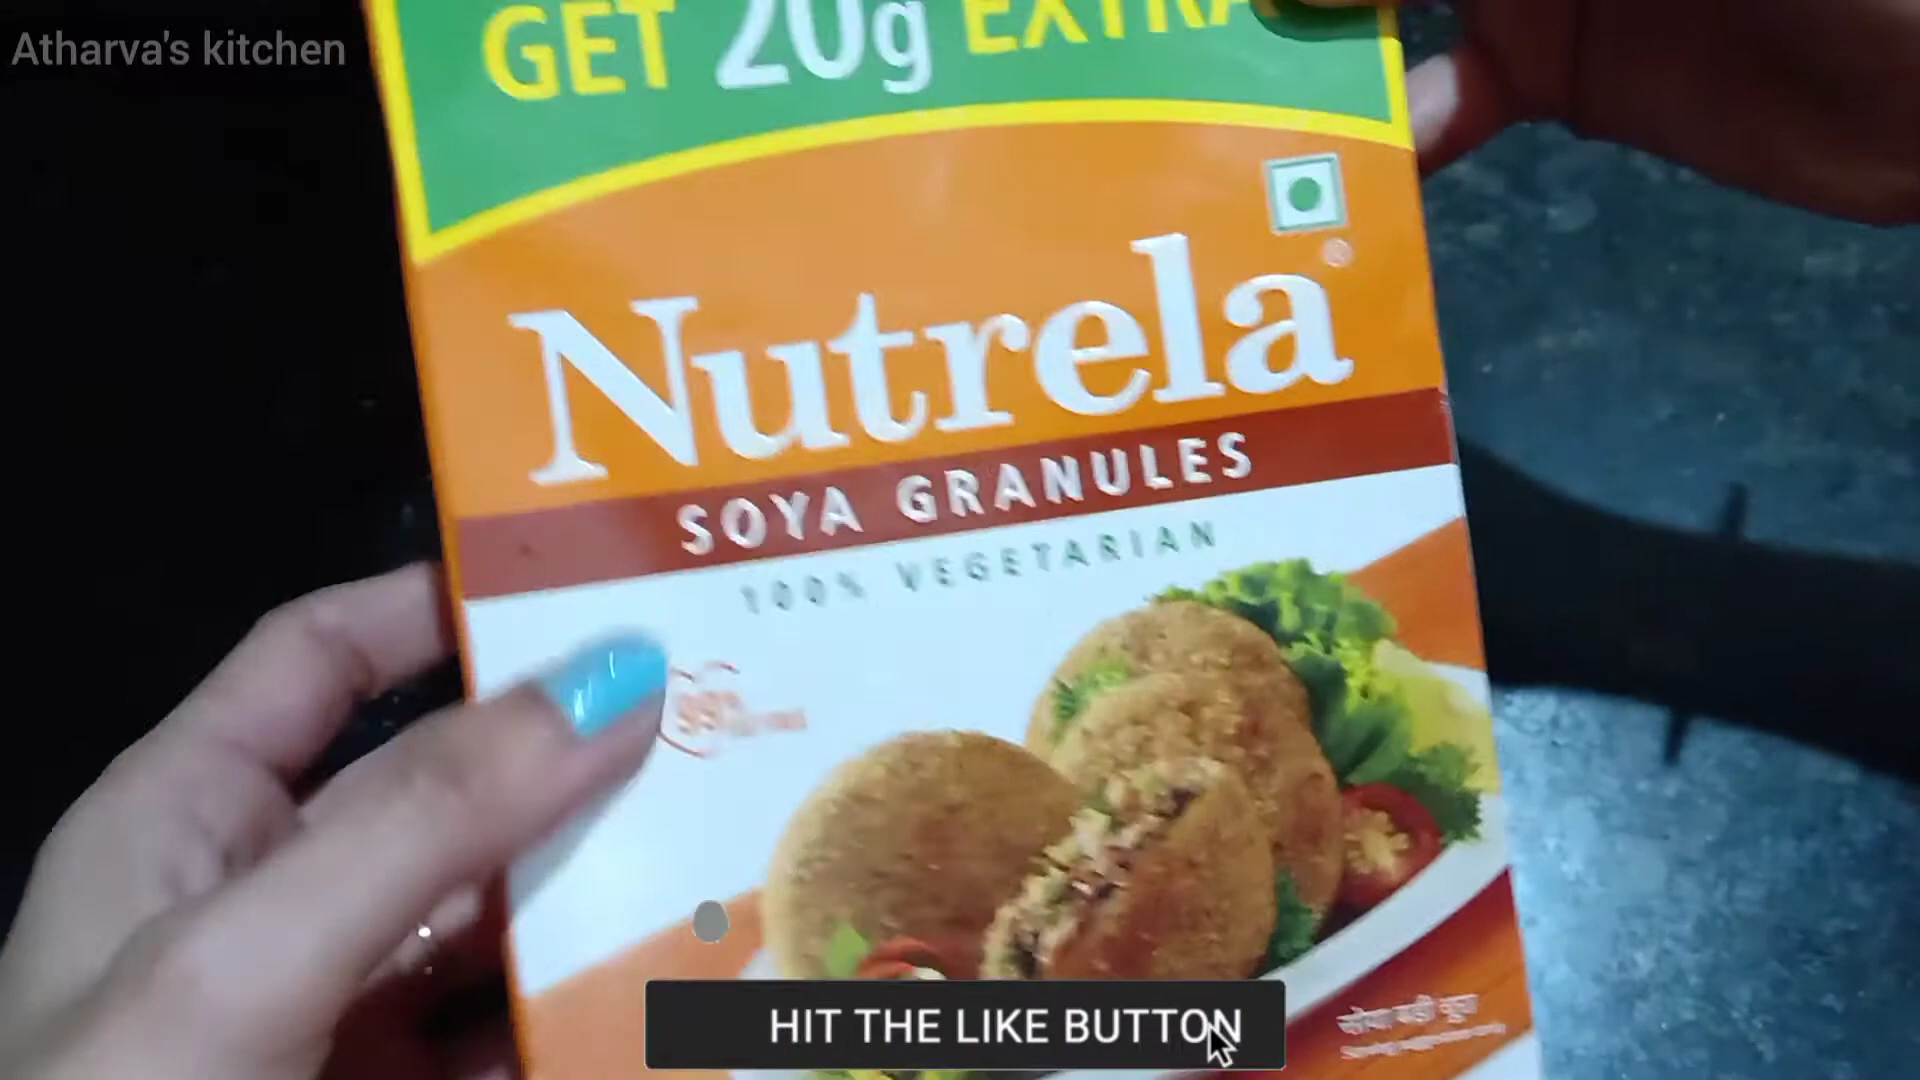 Atharva's kitchen
GET 20g EXTRA
Nutrela®
SOYA GRANULES
100% VEGETARIAN
HIT THE LIKE BUTTON